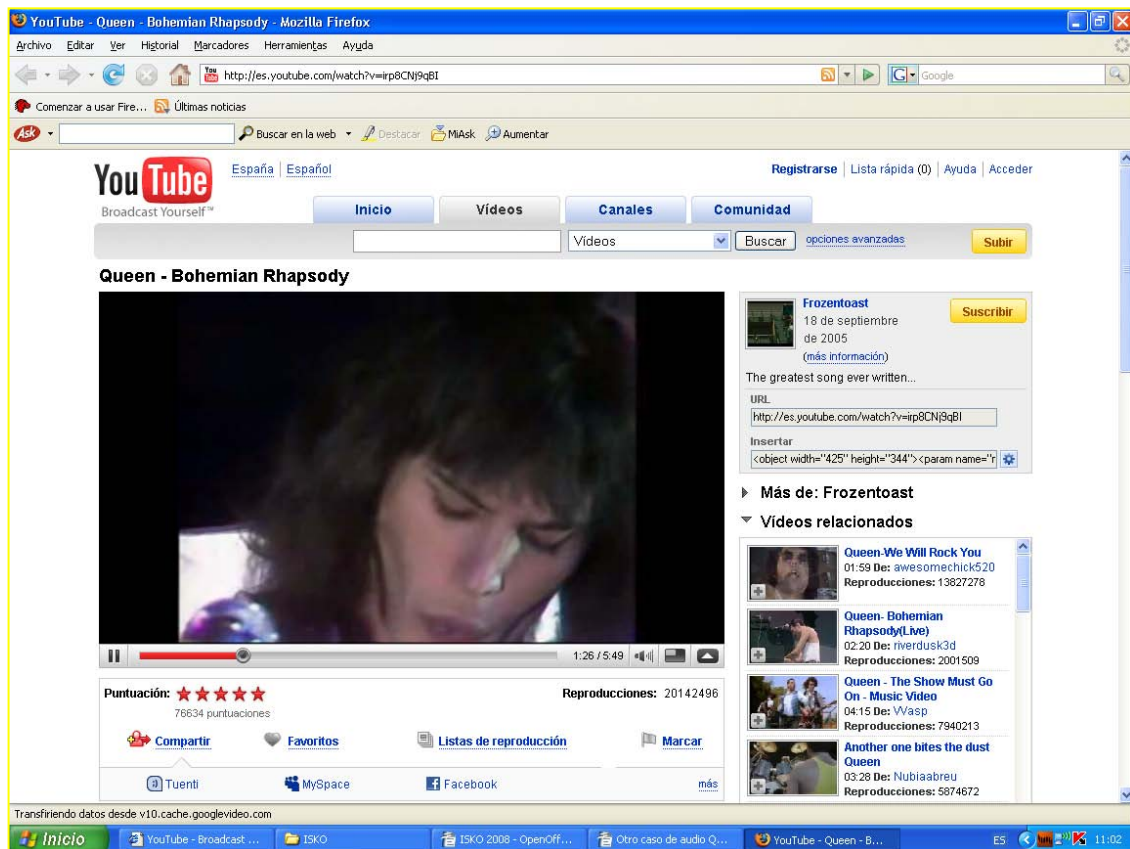 YouTube - Queen - Bohemian Rhapsody - Mozilla Firefox
Archivo Editar Ver Historial Marcadores Herramientas Ayuda
http://es.youtube.com/watch?v=irp8CNj9qBI
G Google
Comenzar a usar Fire... Últimas noticias
Ask Buscar en la web Destacar MiAsk Aumentar
YouTube España Español Registrarse Lista rápida (0) Ayuda Acceder
Broadcast Yourself™
Inicio Vídeos Canales Comunidad
Vídeos Buscar opciones avanzadas Subir
Queen - Bohemian Rhapsody
1:26 / 5:49
Puntuación: Reproducciones: 20142496
76634 puntuaciones
Compartir Favoritos Listas de reproducción Marcar
Tuenti MySpace Facebook más
Frozentoast
Suscribir
18 de septiembre
de 2005
(más información)
The greatest song ever written...
URL
http://es.youtube.com/watch?v=irp8CNj9qBI
Insertar
<object width="425" height="344"><param name="r
Más de: Frozentoast
Vídeos relacionados
Queen-We Will Rock You
01:59 De: awesomechick520
Reproducciones: 13827278
Queen- Bohemian
Rhapsody(Live)
02:20 De: riverdusk3d
Reproducciones: 2001509
Queen - The Show Must Go
On - Music Video
04:15 De: VVasp
Reproducciones: 7940213
Another one bites the dust
Queen
03:28 De: Nubiaabreu
Reproducciones: 5874672
Transfiriendo datos desde v10.cache.googlevideo.com
Inicio YouTube - Broadcast ... ISKO ISKO 2008 - OpenOff... Otro caso de audio Q... YouTube - Queen - B... ES 11:02